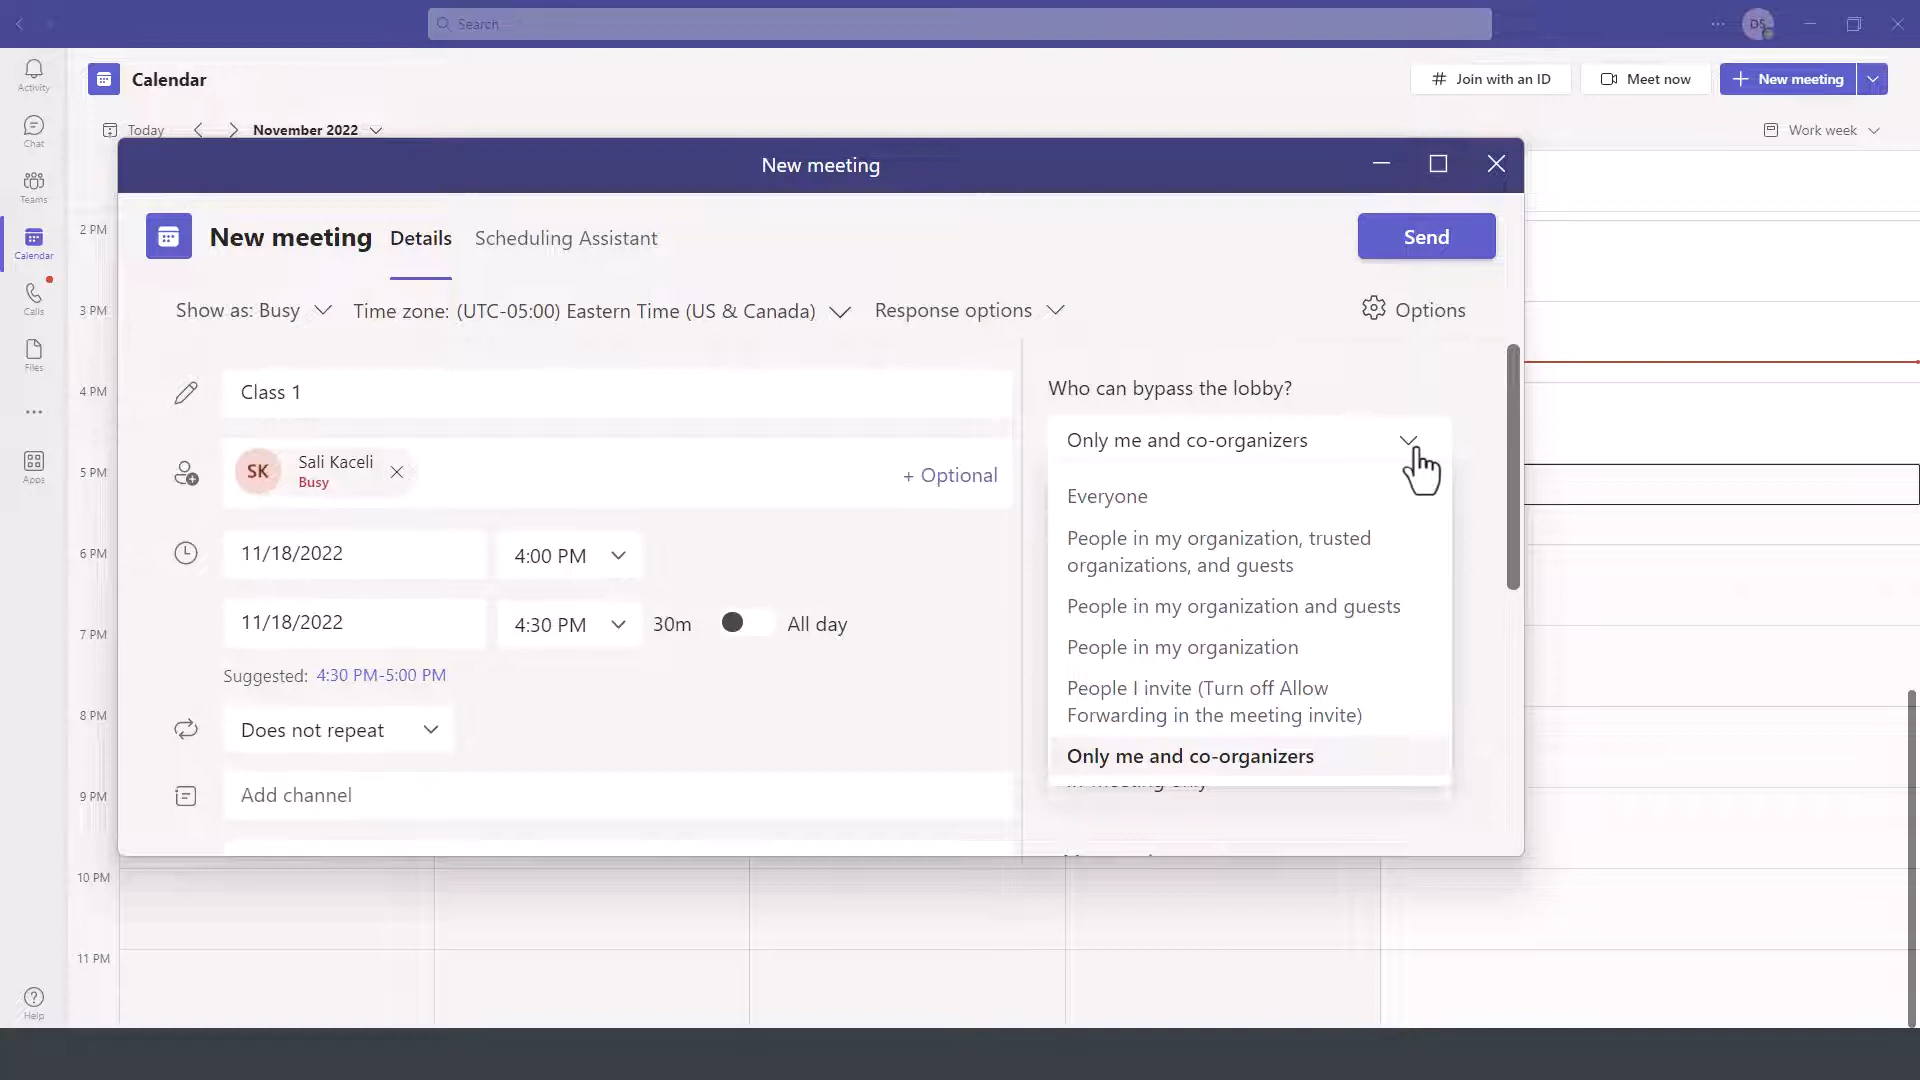 Search
DS
Activity
Chat
Teams
Calendar
Calls
Files
Apps
Help
Calendar
Join with an ID
Meet now
New meeting
Today
November 2022
Work week
2 PM
3 PM
4 PM
5 PM
6 PM
7 PM
8 PM
9 PM
10 PM
11 PM
New meeting
New meeting
Details
Scheduling Assistant
Send
Show as: Busy
Time zone: (UTC-05:00) Eastern Time (US & Canada)
Response options
Options
Class 1
SK
Sali Kaceli
Busy
+ Optional
11/18/2022
4:00 PM
11/18/2022
4:30 PM
30m
All day
Suggested: 4:30 PM-5:00 PM
Does not repeat
Add channel
Who can bypass the lobby?
Only me and co-organizers
Everyone
People in my organization, trusted
organizations, and guests
People in my organization and guests
People in my organization
People I invite (Turn off Allow
Forwarding in the meeting invite)
Only me and co-organizers
In-meeting only